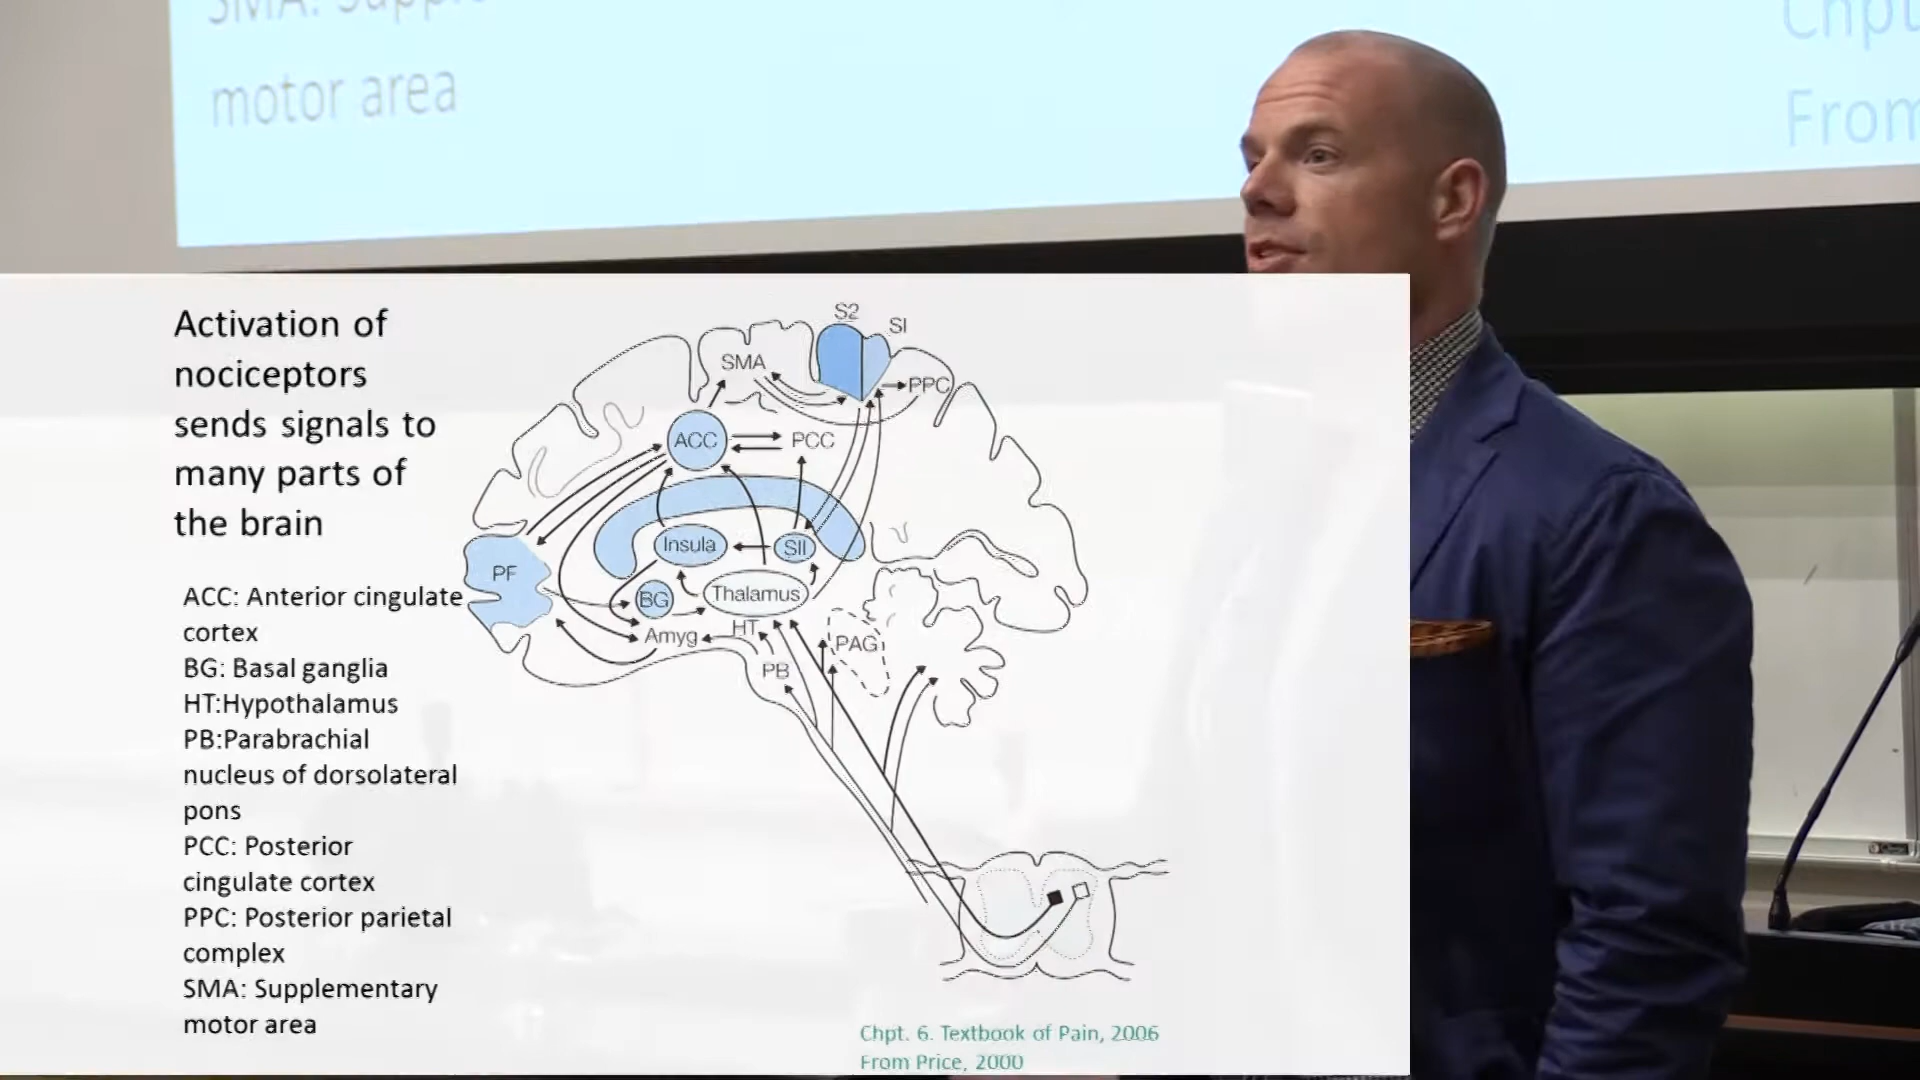 motor area
From
Activation of
nociceptors
sends signals to
many parts of
the brain
ACC: Anterior cingulate
cortex
BG: Basal ganglia
HT:Hypothalamus
PB:Parabrachial
nucleus of dorsolateral
pons
PCC: Posterior
cingulate cortex
PPC: Posterior parietal
complex
SMA: Supplementary
motor area
S2
SI
SMA
PPC
ACC
PCC
Insula
SII
PF
BG
Thalamus
HT
Amyg
PAG
PB
Chpt. 6. Textbook of Pain, 2006
From Price, 2000